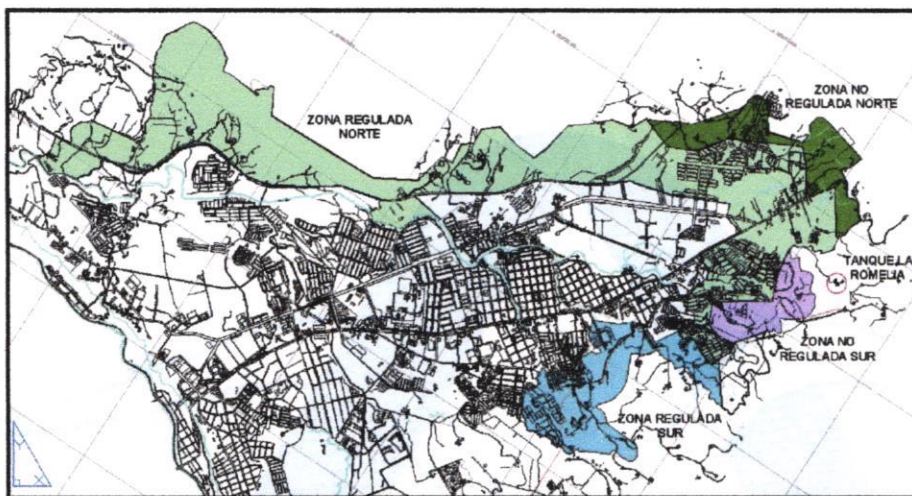 ZONA REGULADA
NORTE
ZONA NO
REGULADA NORTE
TANQUE LA
ROMELIA
ZONA NO
REGULADA SUR
ZONA REGULADA
SUR